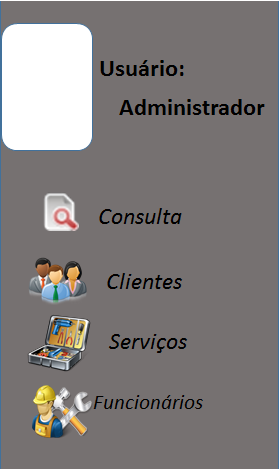 Usuário:
Administrador
Consulta
Clientes
Serviços
Funcionários